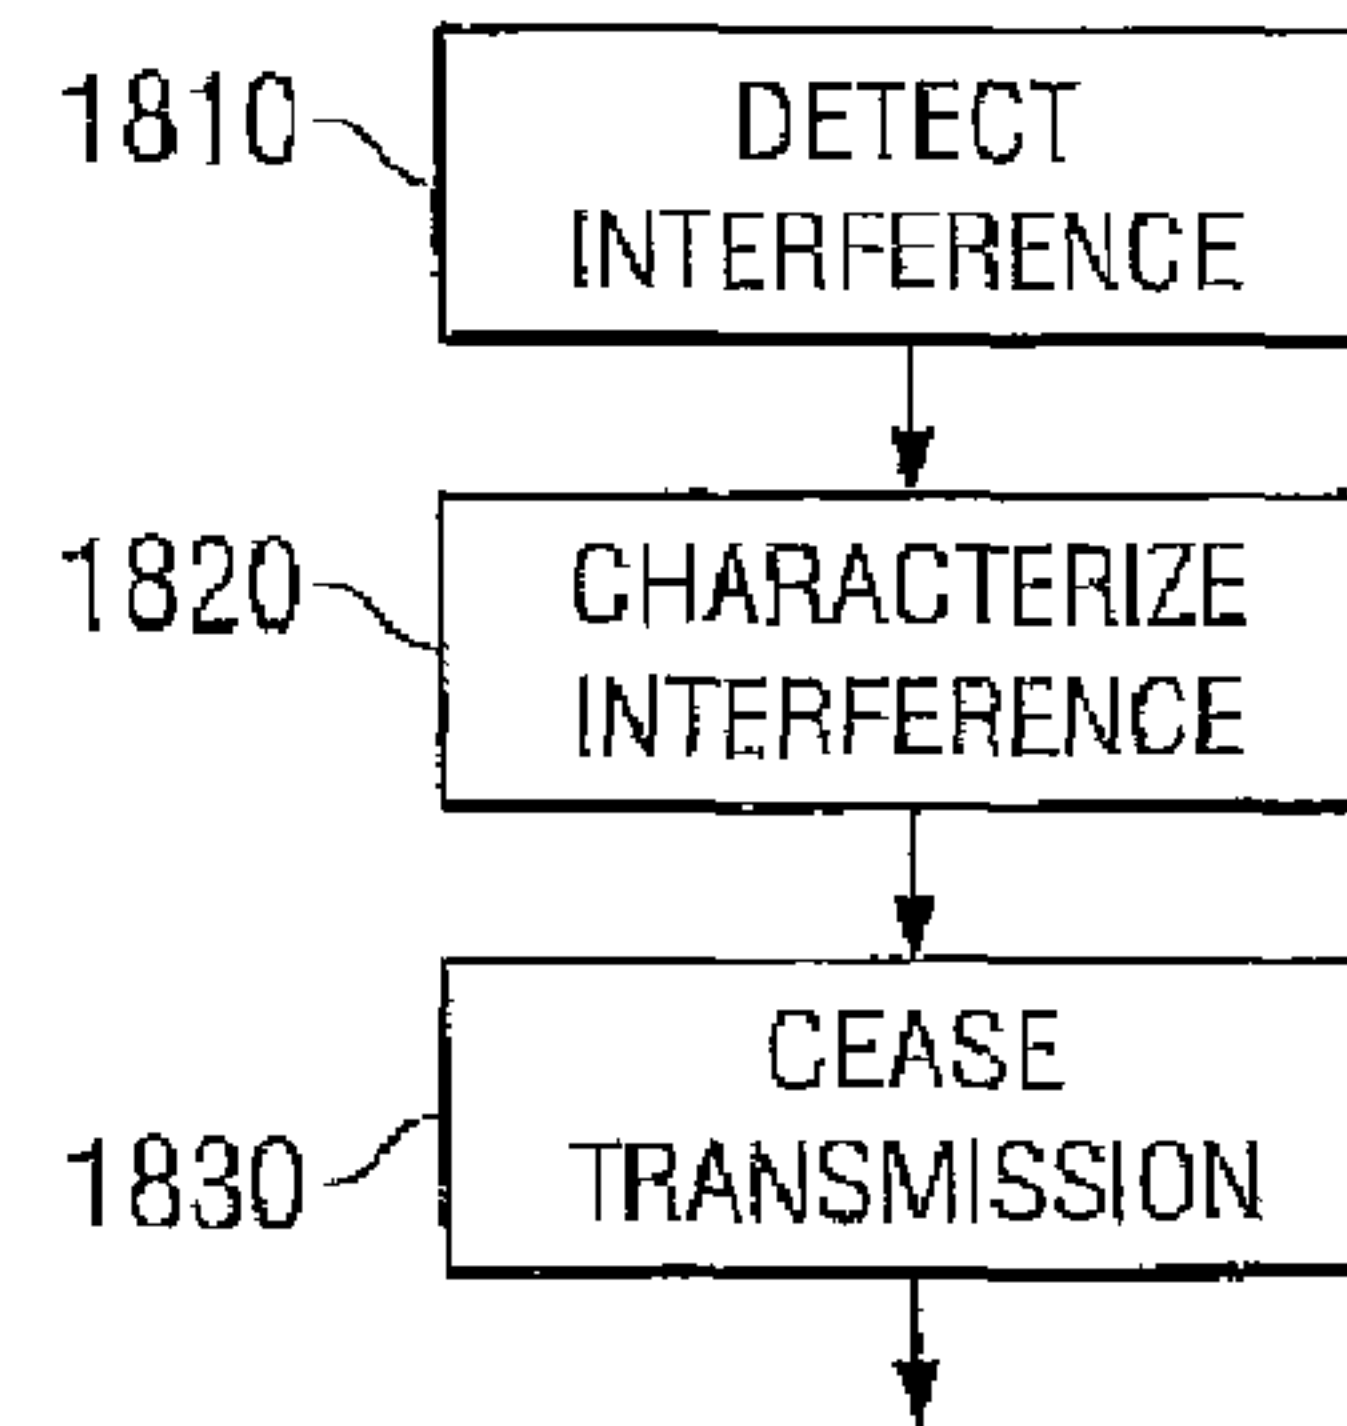 1810
DETECT
INTERFERENCE
1820
CHARACTERIZE
INTERFERENCE
CEASE
1830
TRANSMISSION